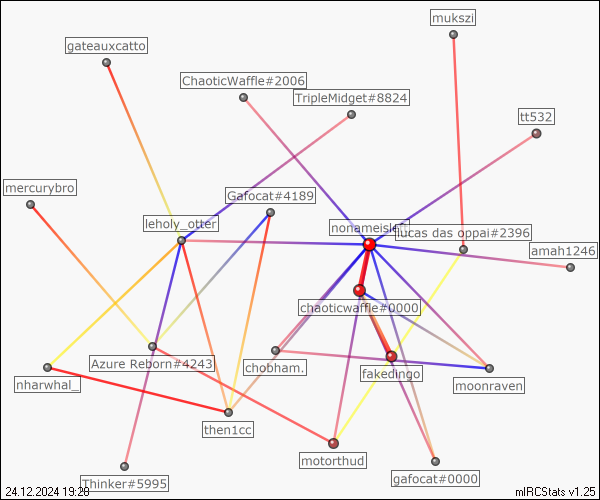 mukszi
gateauxcatto
ChaoticWaffle#2006
TripleMidget#8824
tt532
mercurybro
Gafocat#4189
leholy_otter
lucas das oppai#2396
amah1246
chaoticwaffle#0000
Azure Reborn#4243
chobham.
fakedingo
moonraven
nharwhal_
then1cc
motorthud
gafocat#0000
Thinker#5995
24.12.2024 19:28
mIRCStats v1.25